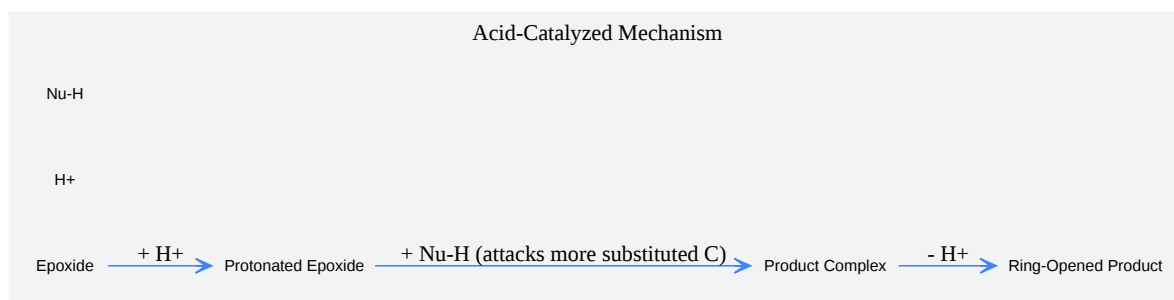 Acid-Catalyzed Mechanism
Nu-H
H+
Epoxide + H+ Protonated Epoxide + Nu-H (attacks more substituted C) Product Complex - H+ Ring-Opened Product